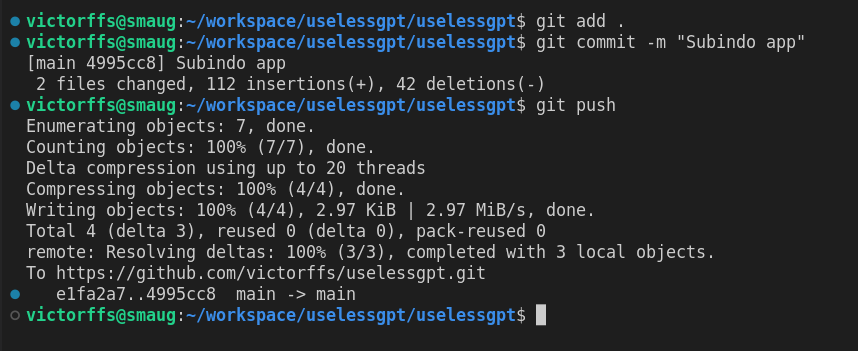 victorffs@smaug:~/workspace/uselessgpt/uselessgpt$ git add .
victorffs@smaug:~/workspace/uselessgpt/uselessgpt$ git commit -m "Subindo app"
[main 4995cc8] Subindo app
 2 files changed, 112 insertions(+), 42 deletions(-)
victorffs@smaug:~/workspace/uselessgpt/uselessgpt$ git push
Enumerating objects: 7, done.
Counting objects: 100% (7/7), done.
Delta compression using up to 20 threads
Compressing objects: 100% (4/4), done.
Writing objects: 100% (4/4), 2.97 KiB | 2.97 MiB/s, done.
Total 4 (delta 3), reused 0 (delta 0), pack-reused 0
remote: Resolving deltas: 100% (3/3), completed with 3 local objects.
To https://github.com/victorffs/uselessgpt.git
   e1fa2a7..4995cc8  main -> main
victorffs@smaug:~/workspace/uselessgpt/uselessgpt$